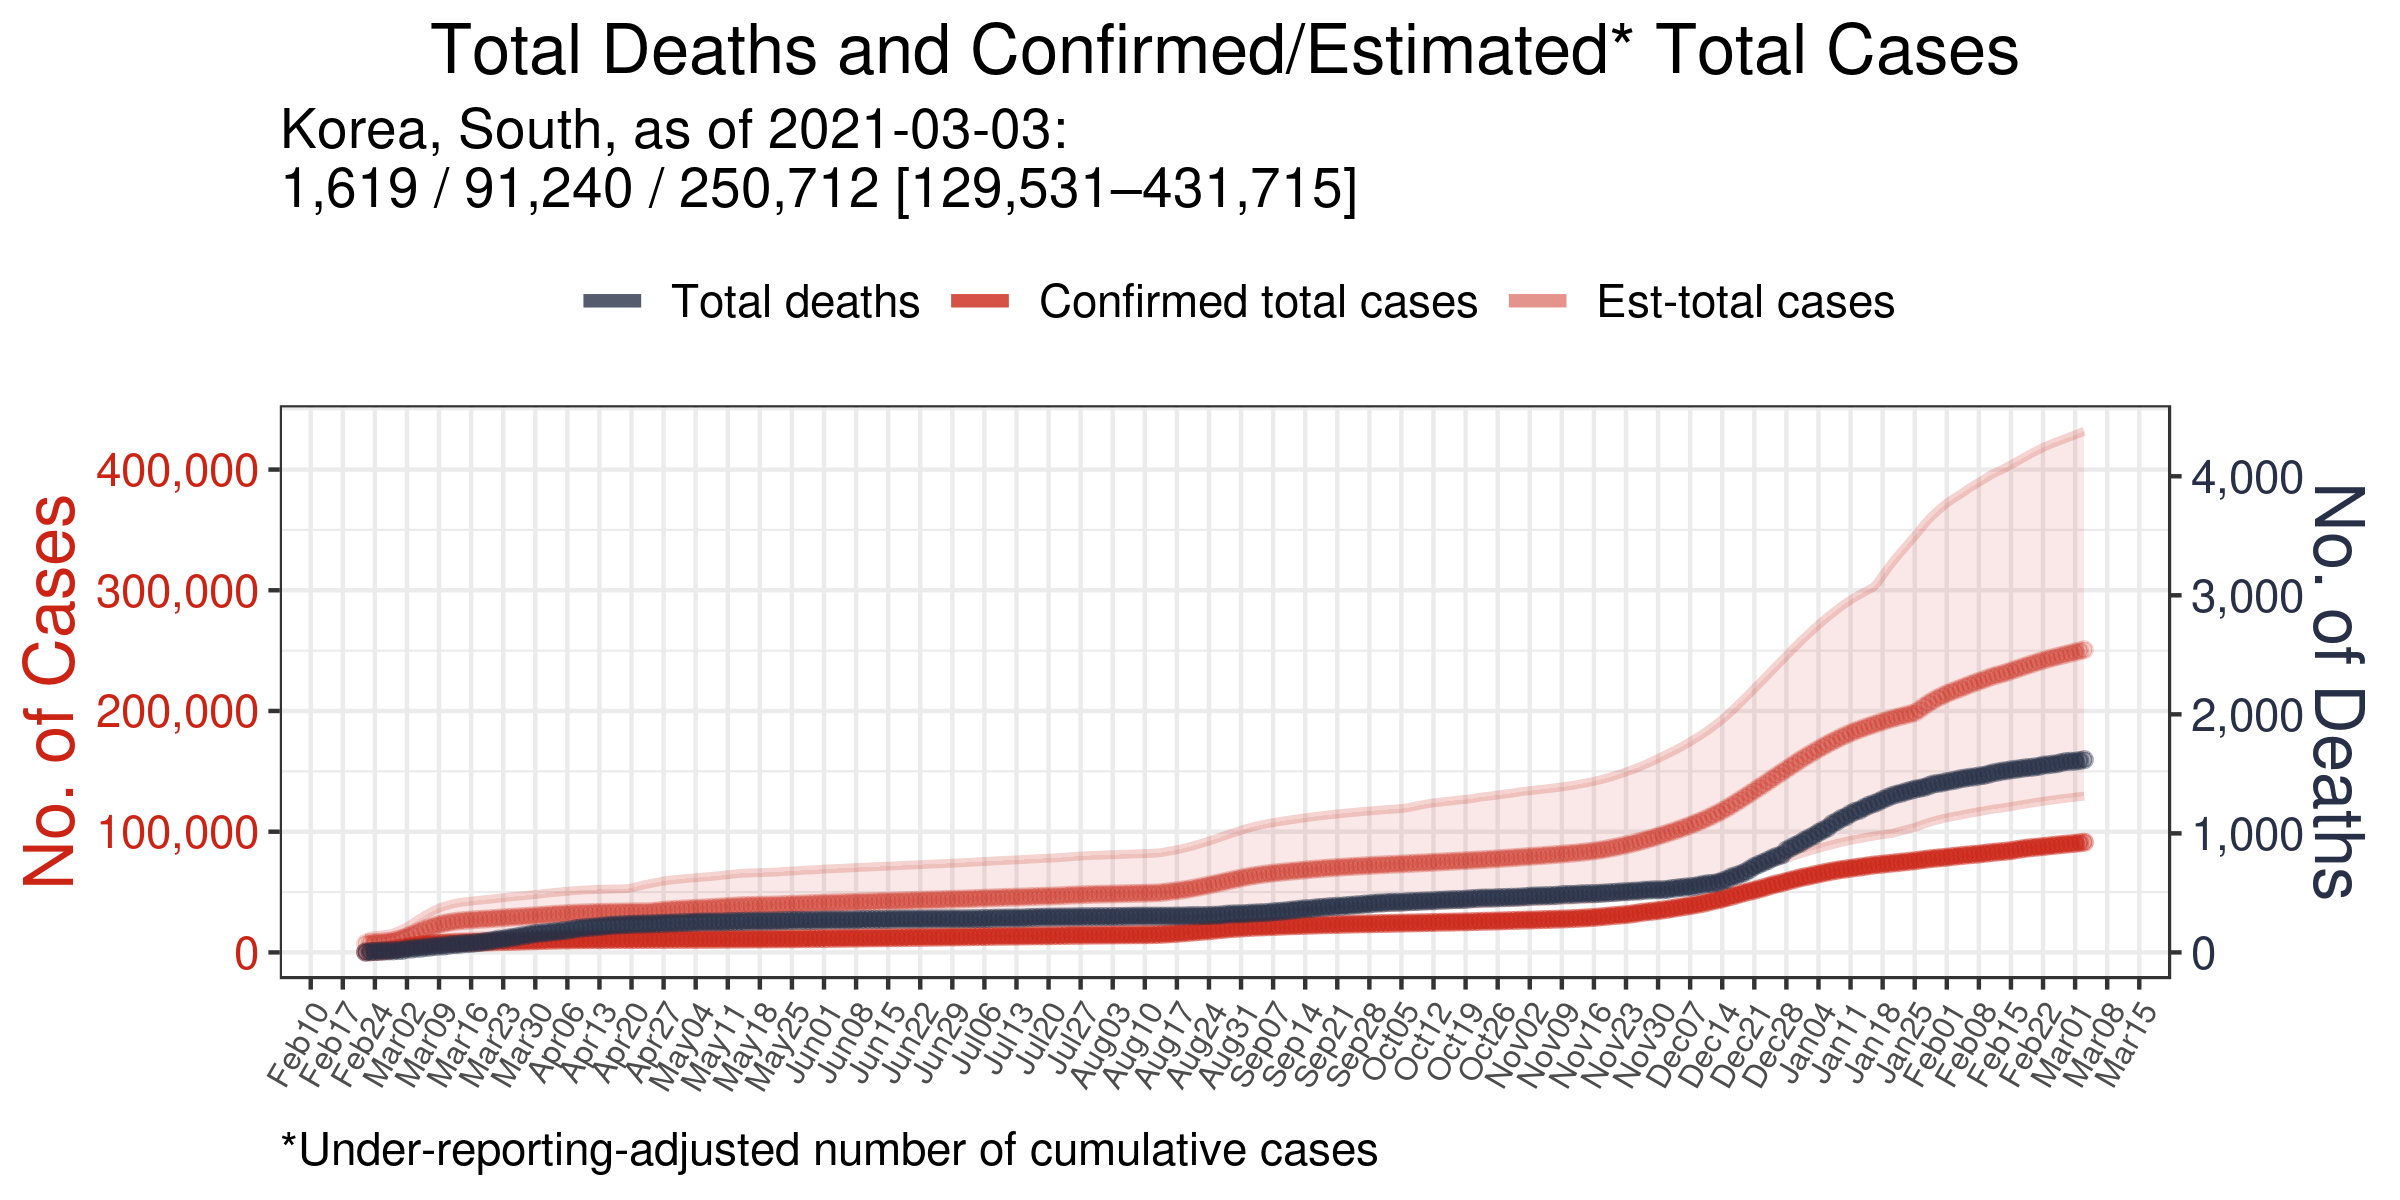 Total Deaths and Confirmed/Estimated* Total Cases
Korea, South, as of 2021-03-03:
1,619 / 91,240 / 250,712 [129,531–431,715]
Total deaths
Confirmed total cases
Est-total cases
No. of Cases
400,000
300,000
200,000
100,000
0
4,000
3,000
2,000
1,000
0
No. of Deaths
Feb10
Feb17
Feb24
Mar02
Mar09
Mar16
Mar23
Mar30
Apr06
Apr13
Apr20
Apr27
May04
May11
May18
May25
Jun01
Jun08
Jun15
Jun22
Jun29
Jul06
Jul13
Jul20
Jul27
Aug03
Aug10
Aug17
Aug24
Aug31
Sep07
Sep14
Sep21
Sep28
Oct05
Oct12
Oct19
Oct26
Nov02
Nov09
Nov16
Nov23
Nov30
Dec07
Dec14
Dec21
Dec28
Jan04
Jan11
Jan18
Jan25
Feb01
Feb08
Feb15
Feb22
Mar01
Mar08
Mar15
*Under-reporting-adjusted number of cumulative cases